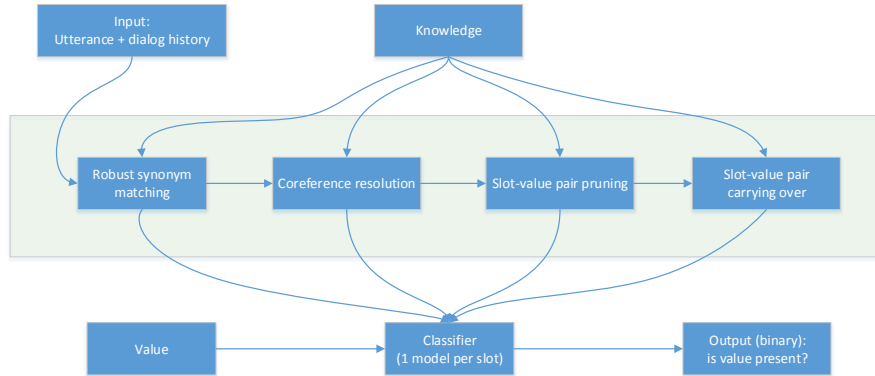 Input:
Utterance + dialog history
Knowledge
Robust synonym
matching
Coreference resolution
Slot-value pair pruning
Slot-value pair
carrying over
Value
Classifier
(1 model per slot)
Output (binary):
is value present?